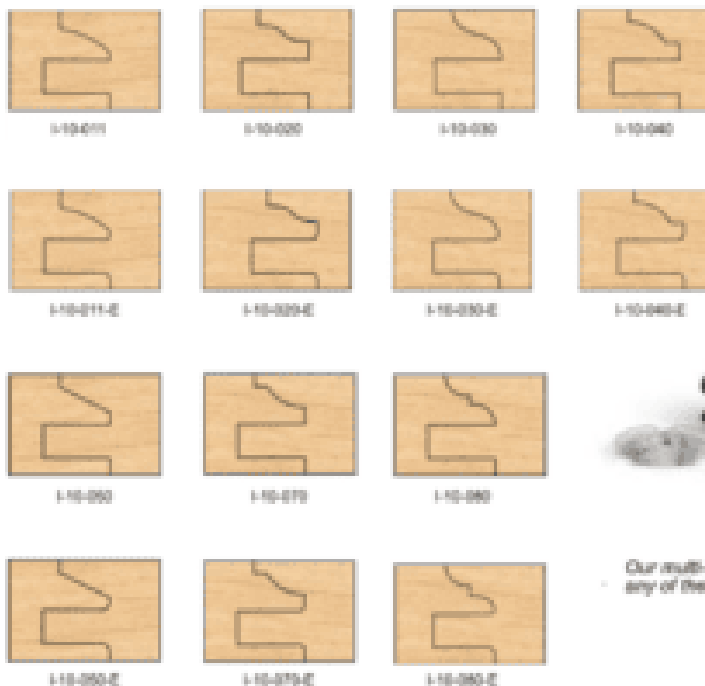 I-10-011
I-10-020
I-10-030
I-10-040
I-10-011-E
I-10-020-E
I-10-030-E
I-10-040-E
I-10-050
I-10-070
I-10-080
Our multi-
any of the
I-10-050-E
I-10-070-E
I-10-080-E